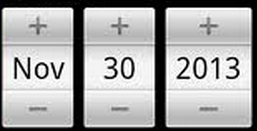 + + +
Nov 30 2013
- - -